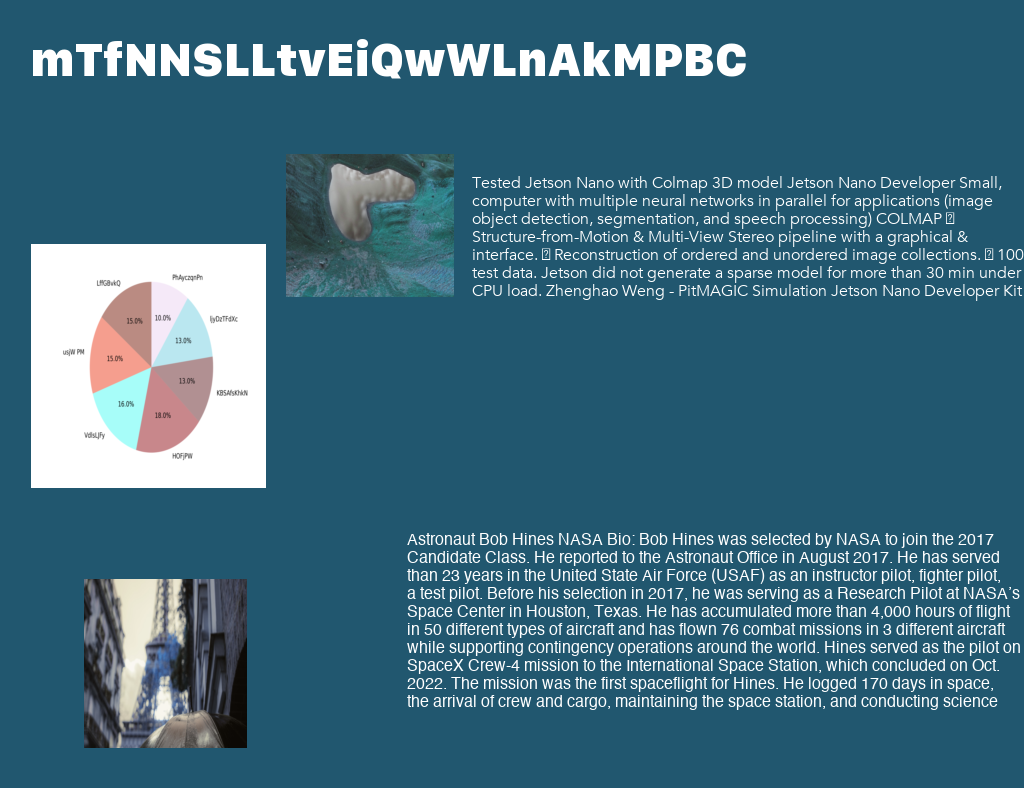 mTfNNSLLtvEiQwWLnAkMPBC
Tested Jetson Nano with Colmap 3D model Jetson Nano Developer Small,
computer with multiple neural networks in parallel for applications (image
object detection, segmentation, and speech processing) COLMAP
Structure-from-Motion & Multi-View Stereo pipeline with a graphical &
interface. Reconstruction of ordered and unordered image collections. 100
test data. Jetson did not generate a sparse model for more than 30 min under
CPU load. Zhenghao Weng - PitMAGIC Simulation Jetson Nano Developer Kit
LffGBvkQ
PhAyczqnPn
usjW PM
KBSAfsKhkN
HOFjPW
15.0%
10.0%
13.0%
15.0%
13.0%
16.0%
18.0%
Astronaut Bob Hines NASA Bio: Bob Hines was selected by NASA to join the 2017
Candidate Class. He reported to the Astronaut Office in August 2017. He has served
than 23 years in the United State Air Force (USAF) as an instructor pilot, fighter pilot,
a test pilot. Before his selection in 2017, he was serving as a Research Pilot at NASA's
Space Center in Houston, Texas. He has accumulated more than 4,000 hours of flight
in 50 different types of aircraft and has flown 76 combat missions in 3 different aircraft
while supporting contingency operations around the world. Hines served as the pilot on
SpaceX Crew-4 mission to the International Space Station, which concluded on Oct.
2022. The mission was the first spaceflight for Hines. He logged 170 days in space,
the arrival of crew and cargo, maintaining the space station, and conducting science